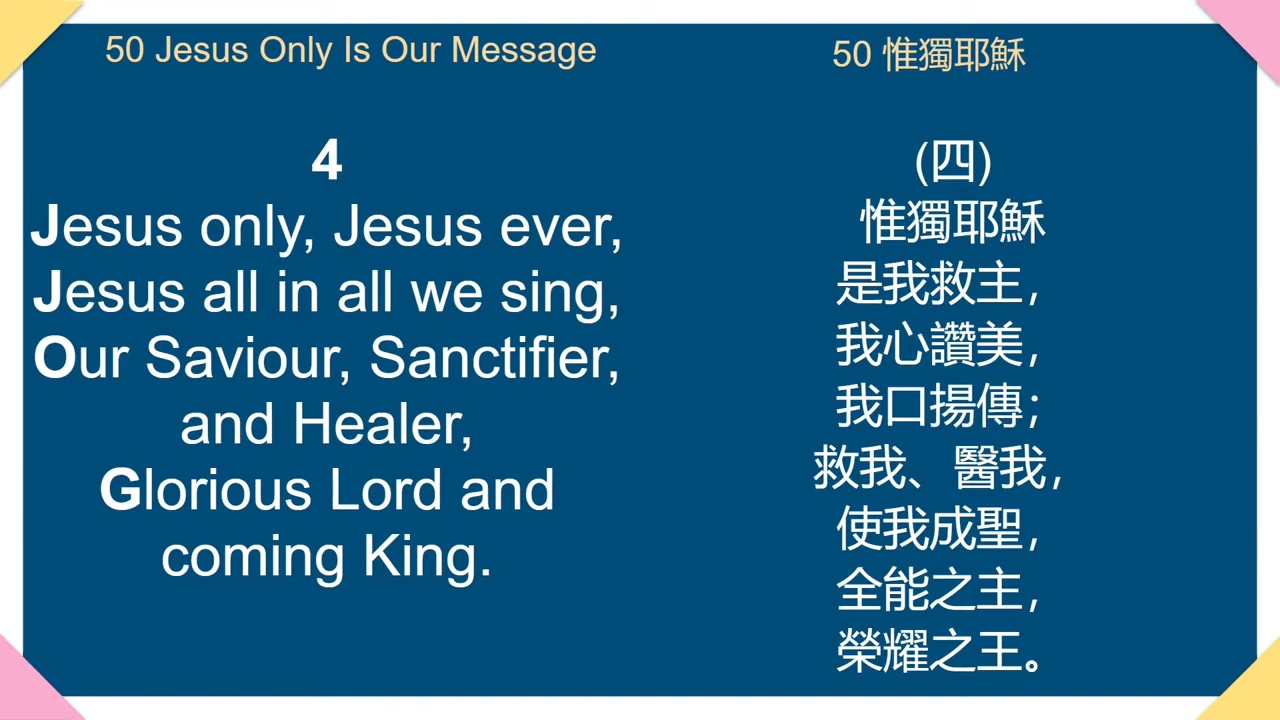 50 Jesus Only Is Our Message
4
Jesus only, Jesus ever,
Jesus all in all we sing,
Our Saviour, Sanctifier,
and Healer,
Glorious Lord and
coming King.
50 惟獨耶穌
(四)
惟獨耶穌
是我救主,
我心讚美,
我口揚傳;
救我、醫我,
使我成聖,
全能之主,
榮耀之王。